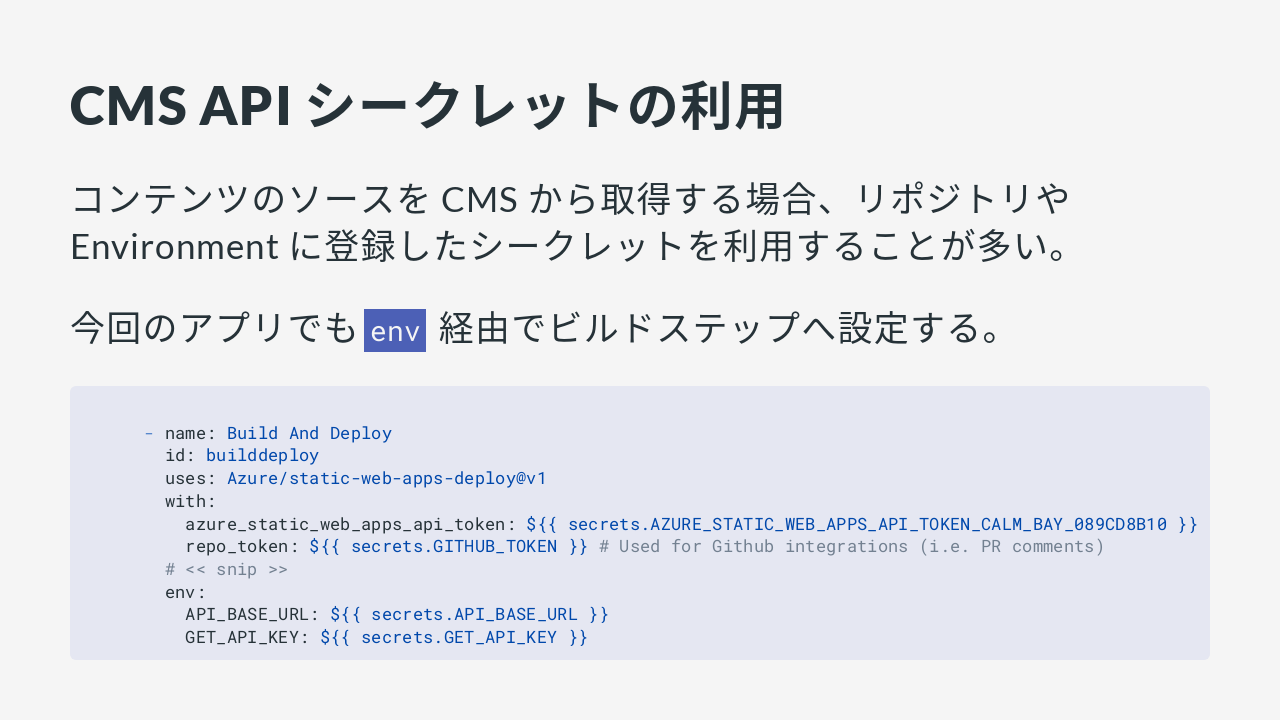 CMS API シークレットの利用
コンテンツのソースを CMS から取得する場合、リポジトリや
Environment に登録したシークレットを利用することが多い。
今回のアプリでも env 経由でビルドステップへ設定する。
- name: Build And Deploy
  id: builddeploy
  uses: Azure/static-web-apps-deploy@v1
  with:
    azure_static_web_apps_api_token: ${{ secrets.AZURE_STATIC_WEB_APPS_API_TOKEN_CALM_BAY_089CD8B10 }}
    repo_token: ${{ secrets.GITHUB_TOKEN }} # Used for Github integrations (i.e. PR comments)
  # << snip >>
  env:
    API_BASE_URL: ${{ secrets.API_BASE_URL }}
    GET_API_KEY: ${{ secrets.GET_API_KEY }}